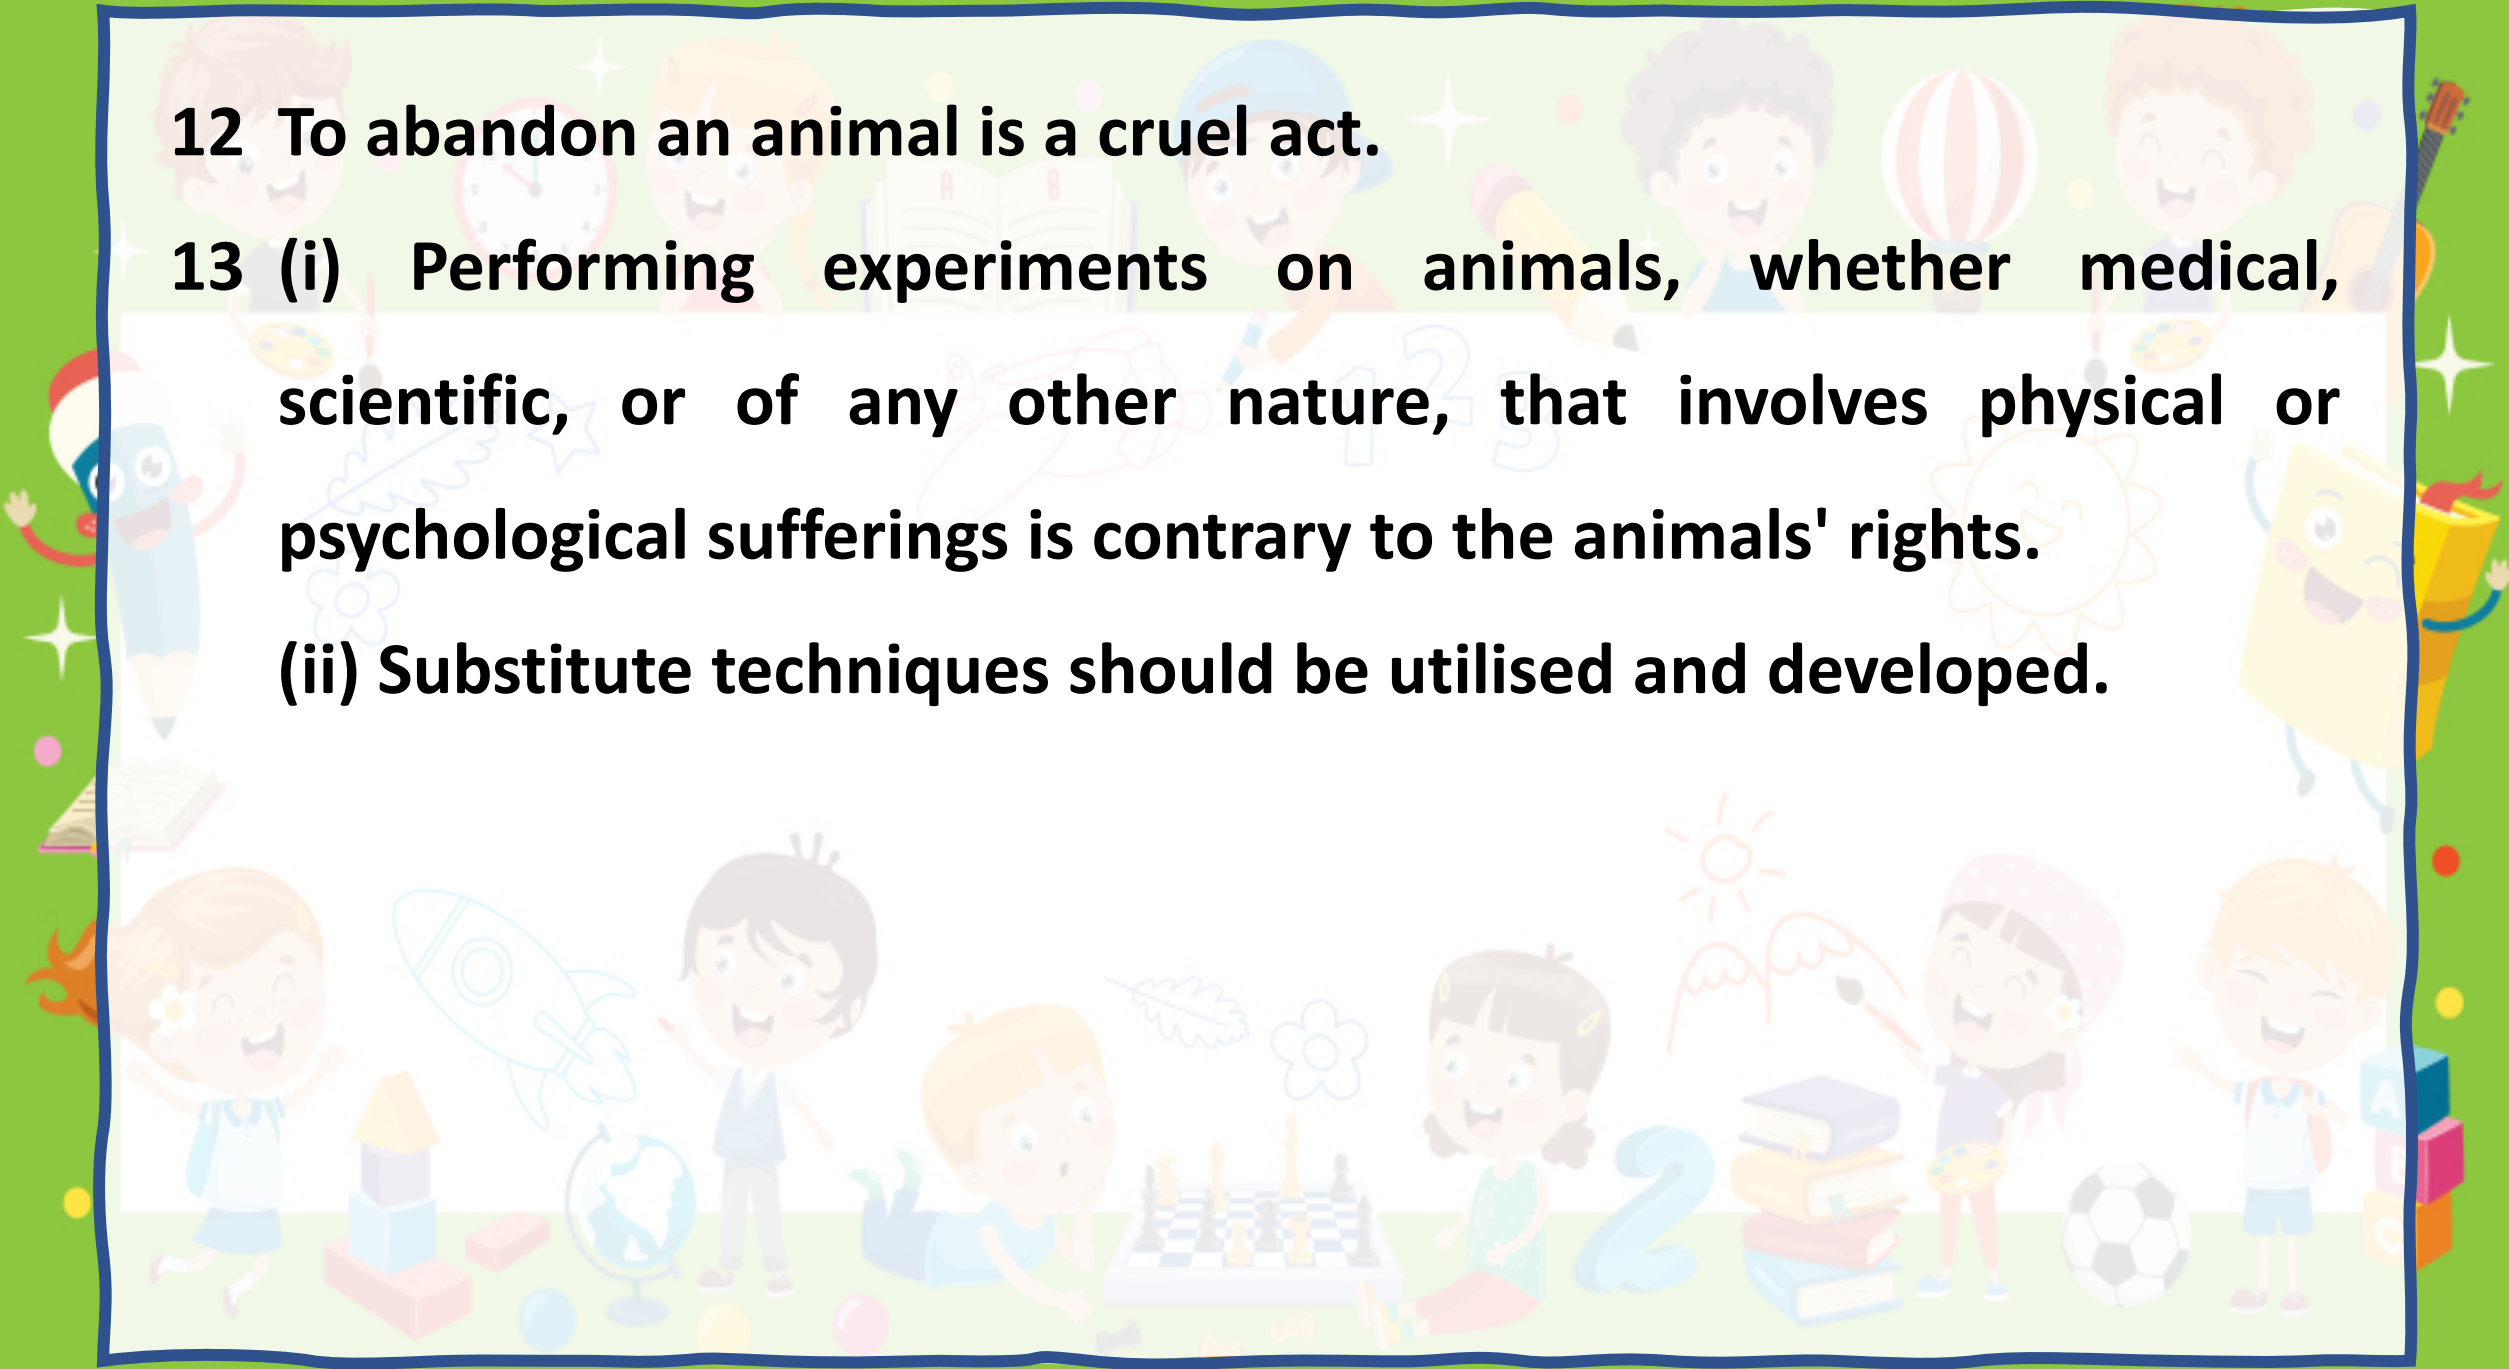 12 To abandon an animal is a cruel act.
13 (i) Performing experiments on animals, whether medical,
scientific, or of any other nature, that involves physical or
psychological sufferings is contrary to the animals' rights.
(ii) Substitute techniques should be utilised and developed.